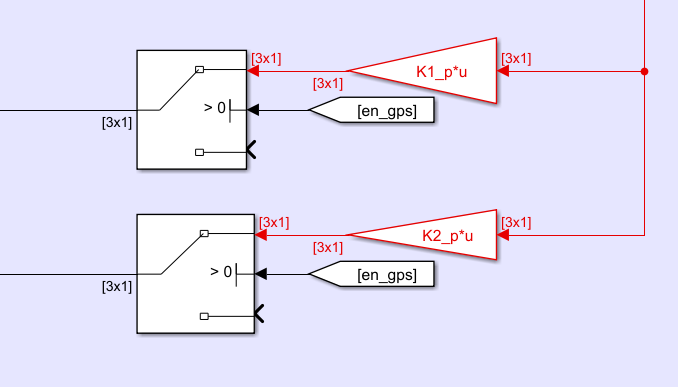 [3x1]
K1_p*u
[3x1]
[3x1]
> 0
[en_gps]
[3x1]
[3x1]
K2_p*u
[3x1]
[3x1]
> 0
[en_gps]
[3x1]